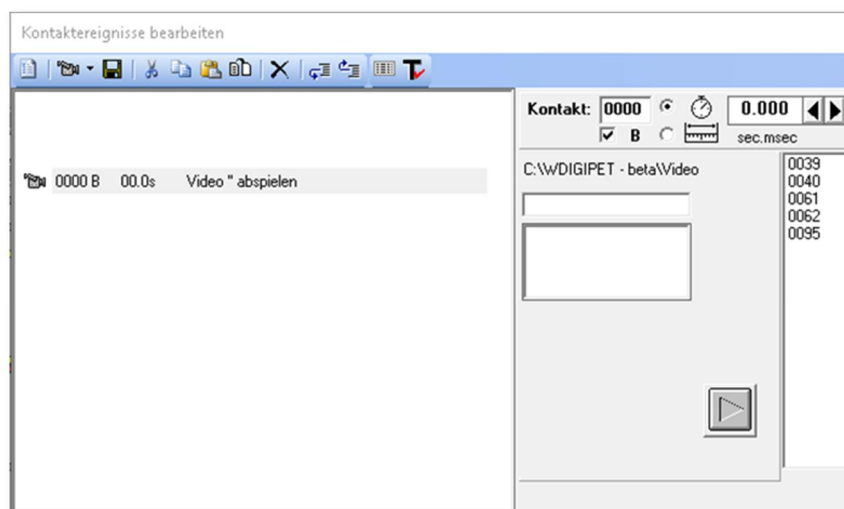 Kontaktereignisse bearbeiten
Kontakt: 0000 0.000
B sec.msec
0000 B 00.0s Video '' abspielen
C:\WDIGIPET - beta\Video
0039
0040
0061
0062
0095